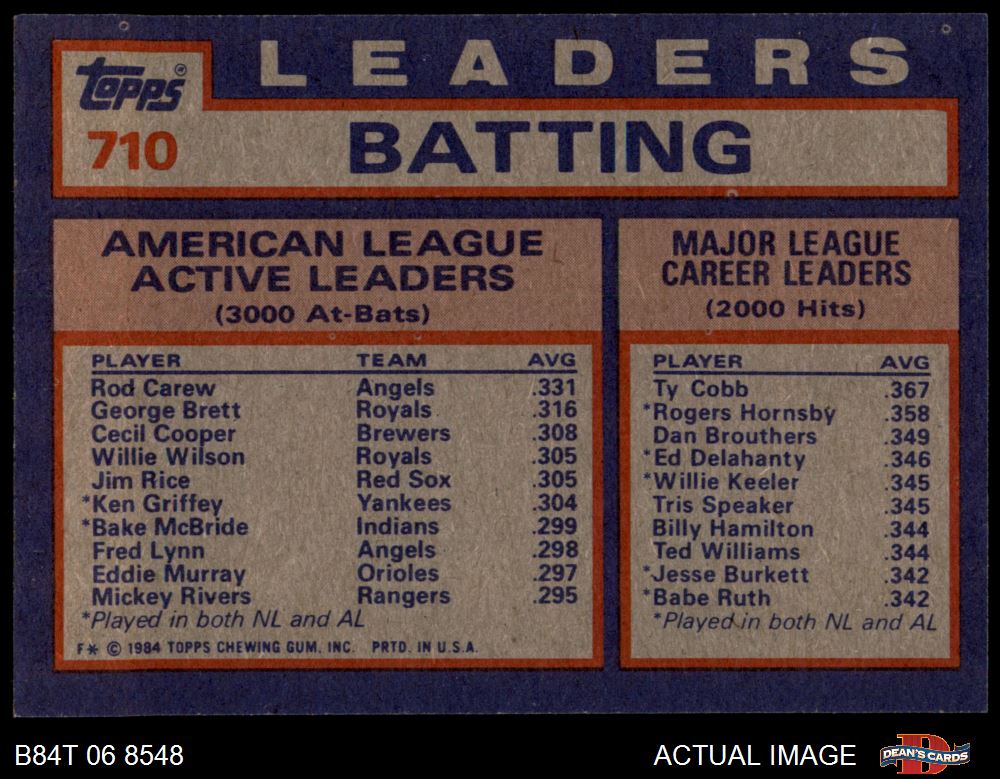 LEADERS
topps®
710
BATTING
AMERICAN LEAGUE
ACTIVE LEADERS
(3000 At-Bats)
PLAYER TEAM AVG
Rod Carew Angels .331
George Brett Royals .316
Cecil Cooper Brewers .308
Willie Wilson Royals .305
Jim Rice Red Sox .305
*Ken Griffey Yankees .304
*Bake McBride Indians .299
Fred Lynn Angels .298
Eddie Murray Orioles .297
Mickey Rivers Rangers .295
*Played in both NL and AL
F* © 1984 TOPPS CHEWING GUM, INC. PRTD. IN U.S.A.
MAJOR LEAGUE
CAREER LEADERS
(2000 Hits)
PLAYER AVG
Ty Cobb .367
*Rogers Hornsby .358
Dan Brouthers .349
*Ed Delahanty .346
*Willie Keeler .345
Tris Speaker .345
Billy Hamilton .344
Ted Williams .344
*Jesse Burkett .342
*Babe Ruth .342
*Played in both NL and AL
B84T 06 8548
ACTUAL IMAGE
DEAN'S CARDS